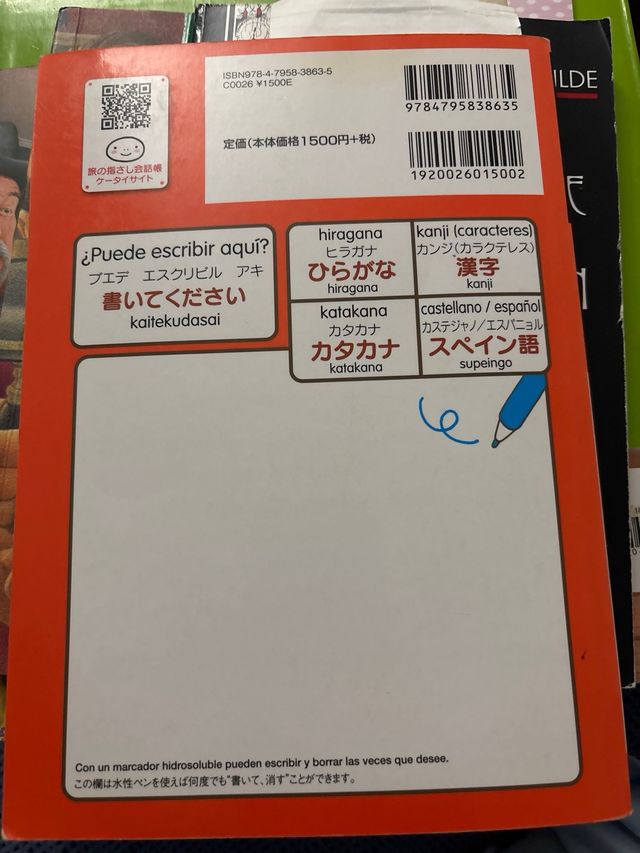 ILDE
ISBN978-4-7958-3863-5
C0026 ¥1500E
9784795838635
定価(本体価格1500円+税)
1920026015002
旅の指さし会話帳
ケータイサイト
¿Puede escribir aquí?
プエデ エスクリビル アキ
書いてください
kaitekudasai
hiragana
ヒラガナ
ひらがな
hiragana
kanji (caracteres)
カンジ(カラクテレス)
漢字
kanji
katakana
カタカナ
カタカナ
katakana
castellano / español
カステジャノ/エスパニョル
スペイン語
supeingo
Con un marcador hidrosoluble pueden escribir y borrar las veces que desee.
この欄は水性ペンを使えば何度でも“書いて、消す”ことができます。